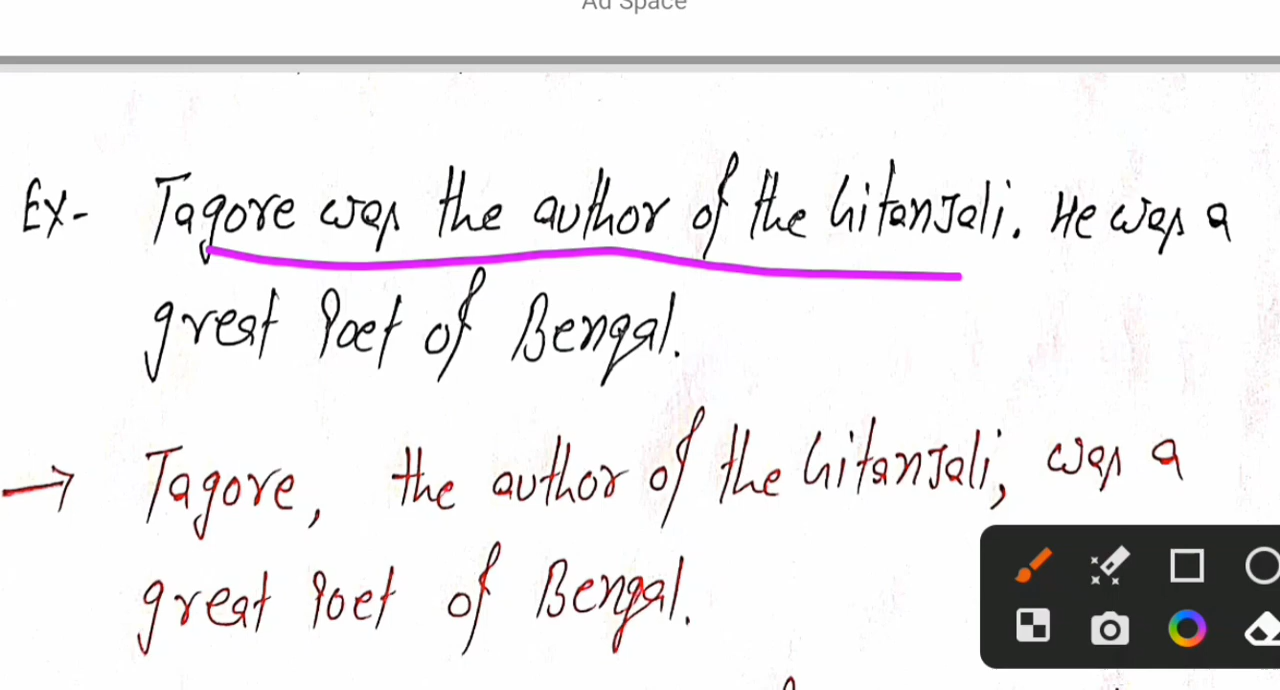 Ad Space
Ex- Tagore was the author of the Gitanjali. He was a
great Poet of Bengal.
→ Tagore, the author of the Gitanjali, was a
great Poet of Bengal.